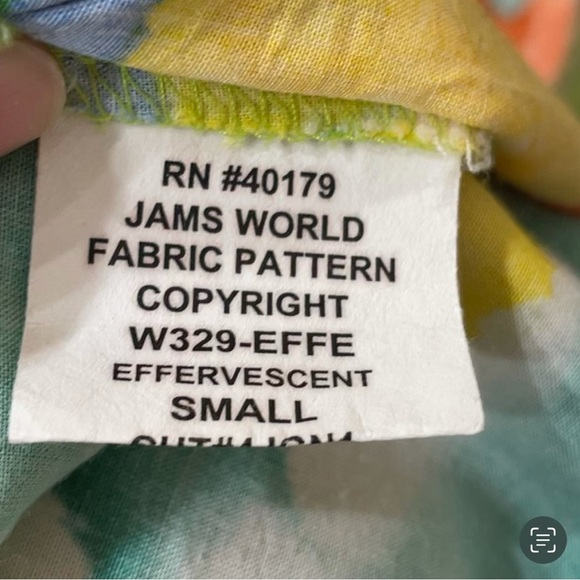 RN #40179
JAMS WORLD
FABRIC PATTERN
COPYRIGHT
W329-EFFE
EFFERVESCENT
SMALL